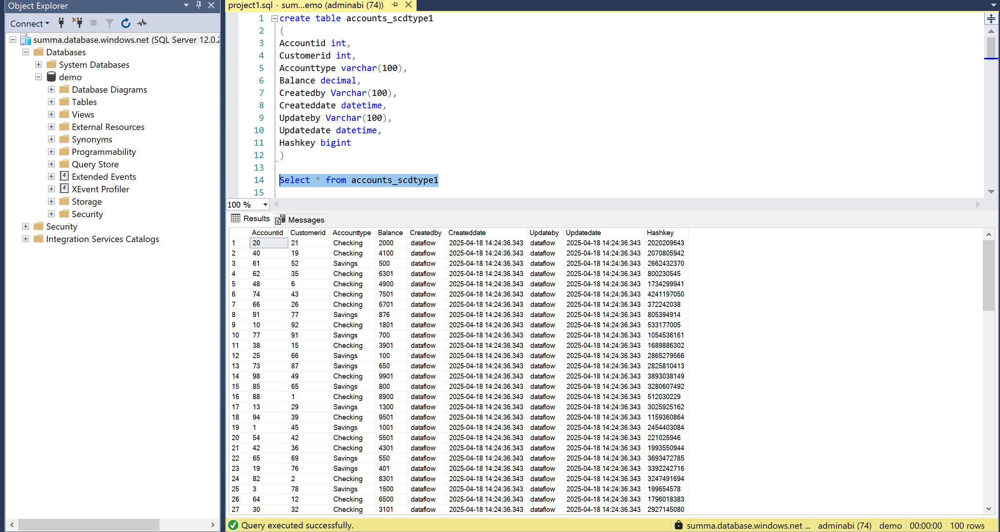 Object Explorer
Connect
summa.database.windows.net (SQL Server 12.0.2
Databases
System Databases
demo
Database Diagrams
Tables
Views
External Resources
Synonyms
Programmability
Query Store
Extended Events
XEvent Profiler
Storage
Security
Security
Integration Services Catalogs
project1.sql - sum...emo (adminabi (74))
1 create table accounts_scdtype1
2 (
3 Accountid int,
4 Customerid int,
5 Accounttype varchar(100),
6 Balance decimal,
7 Createdby Varchar(100),
8 Createddate datetime,
9 Updateby Varchar(100),
10 Updatedate datetime,
11 Hashkey bigint
12 )
13
14 Select * from accounts_scdtype1
15
100 %
Results Messages
Accountid Customerid Accounttype Balance Createdby Createddate Updateby Updatedate Hashkey
1 20 21 Checking 2000 dataflow 2025-04-18 14:24:36.343 dataflow 2025-04-18 14:24:36.343 2020209643
2 40 19 Checking 4100 dataflow 2025-04-18 14:24:36.343 dataflow 2025-04-18 14:24:36.343 2070805942
3 61 52 Savings 500 dataflow 2025-04-18 14:24:36.343 dataflow 2025-04-18 14:24:36.343 2662432370
4 62 35 Checking 6301 dataflow 2025-04-18 14:24:36.343 dataflow 2025-04-18 14:24:36.343 800230545
5 48 6 Checking 4900 dataflow 2025-04-18 14:24:36.343 dataflow 2025-04-18 14:24:36.343 1734299941
6 74 43 Checking 7501 dataflow 2025-04-18 14:24:36.343 dataflow 2025-04-18 14:24:36.343 4241197050
7 66 26 Checking 6701 dataflow 2025-04-18 14:24:36.343 dataflow 2025-04-18 14:24:36.343 372242038
8 91 77 Savings 876 dataflow 2025-04-18 14:24:36.343 dataflow 2025-04-18 14:24:36.343 805394914
9 10 92 Checking 1801 dataflow 2025-04-18 14:24:36.343 dataflow 2025-04-18 14:24:36.343 533177005
10 77 91 Savings 700 dataflow 2025-04-18 14:24:36.343 dataflow 2025-04-18 14:24:36.343 1054536161
11 38 15 Checking 3901 dataflow 2025-04-18 14:24:36.343 dataflow 2025-04-18 14:24:36.343 1689886302
12 25 66 Savings 100 dataflow 2025-04-18 14:24:36.343 dataflow 2025-04-18 14:24:36.343 2865279566
13 73 87 Savings 650 dataflow 2025-04-18 14:24:36.343 dataflow 2025-04-18 14:24:36.343 2825810413
14 98 49 Checking 9901 dataflow 2025-04-18 14:24:36.343 dataflow 2025-04-18 14:24:36.343 3893038149
15 85 65 Savings 800 dataflow 2025-04-18 14:24:36.343 dataflow 2025-04-18 14:24:36.343 3280607492
16 88 1 Checking 8900 dataflow 2025-04-18 14:24:36.343 dataflow 2025-04-18 14:24:36.343 512030229
17 13 29 Savings 1300 dataflow 2025-04-18 14:24:36.343 dataflow 2025-04-18 14:24:36.343 3025925162
18 94 39 Checking 9501 dataflow 2025-04-18 14:24:36.343 dataflow 2025-04-18 14:24:36.343 1159360864
19 1 45 Savings 1001 dataflow 2025-04-18 14:24:36.343 dataflow 2025-04-18 14:24:36.343 2454403084
20 54 42 Checking 5501 dataflow 2025-04-18 14:24:36.343 dataflow 2025-04-18 14:24:36.343 221025946
21 42 36 Checking 4301 dataflow 2025-04-18 14:24:36.343 dataflow 2025-04-18 14:24:36.343 1993550944
22 65 69 Savings 550 dataflow 2025-04-18 14:24:36.343 dataflow 2025-04-18 14:24:36.343 3693472785
23 19 76 Savings 401 dataflow 2025-04-18 14:24:36.343 dataflow 2025-04-18 14:24:36.343 3392242716
24 82 2 Checking 8301 dataflow 2025-04-18 14:24:36.343 dataflow 2025-04-18 14:24:36.343 3247491694
25 3 78 Savings 1500 dataflow 2025-04-18 14:24:36.343 dataflow 2025-04-18 14:24:36.343 199654578
26 64 12 Checking 6500 dataflow 2025-04-18 14:24:36.343 dataflow 2025-04-18 14:24:36.343 1796018383
27 30 32 Checking 3101 dataflow 2025-04-18 14:24:36.343 dataflow 2025-04-18 14:24:36.343 2927145080
Query executed successfully. summa.database.windows.net ... adminabi (74) demo 00:00:00 100 rows